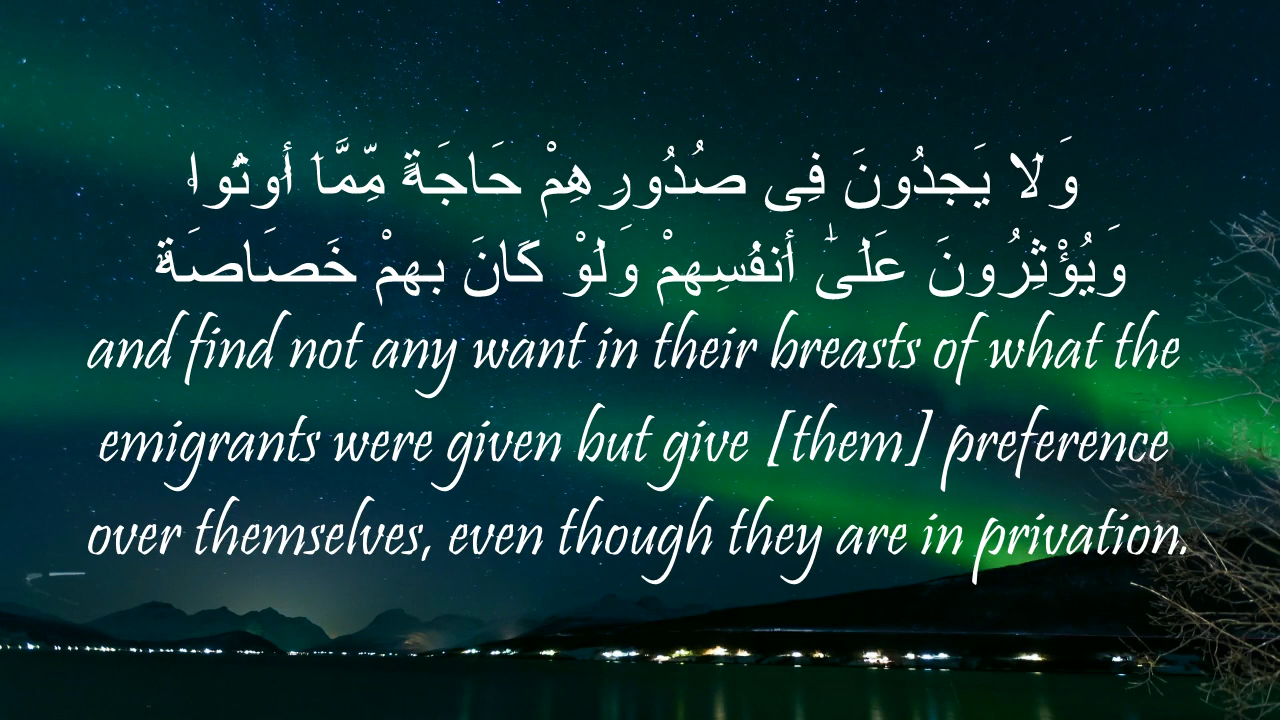 وَلَا يَجِدُونَ فِى صُدُورِهِمْ حَاجَةً مِّمَّآ أُوتُوا۟
وَيُؤْثِرُونَ عَلَىٰٓ أَنفُسِهِمْ وَلَوْ كَانَ بِهِمْ خَصَاصَةٌ
and find not any want in their breasts of what the
emigrants were given but give [them] preference
over themselves, even though they are in privation.